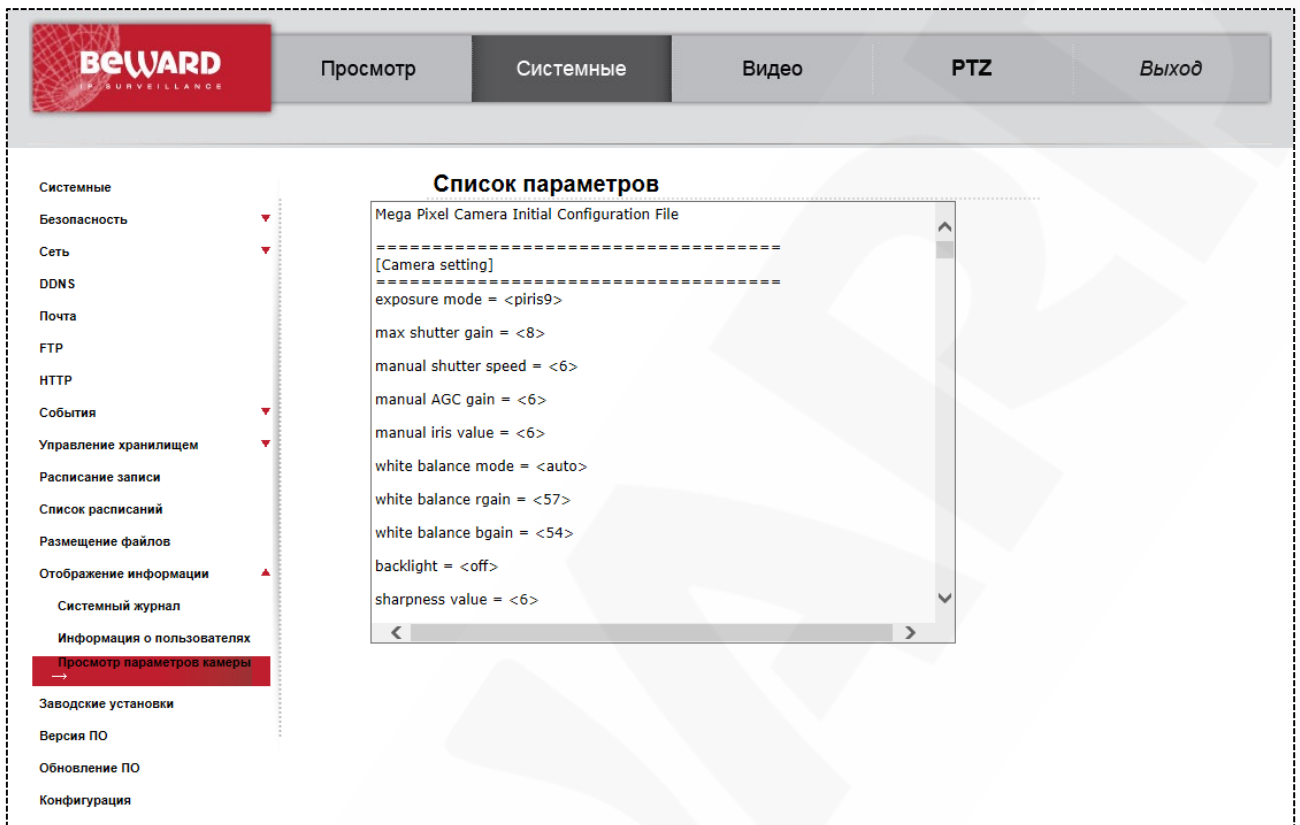 BEWARD
IP SURVEILLANCE
Просмотр
Системные
Видео
PTZ
Выход
Системные
Безопасность
Сеть
DDNS
Почта
FTP
HTTP
События
Управление хранилищем
Расписание записи
Список расписаний
Размещение файлов
Отображение информации
Системный журнал
Информация о пользователях
Просмотр параметров камеры
→
Заводские установки
Версия ПО
Обновление ПО
Конфигурация
Список параметров
Mega Pixel Camera Initial Configuration File
=====================================
[Camera setting]
=====================================
exposure mode = <piris9>
max shutter gain = <8>
manual shutter speed = <6>
manual AGC gain = <6>
manual iris value = <6>
white balance mode = <auto>
white balance rgain = <57>
white balance bgain = <54>
backlight = <off>
sharpness value = <6>